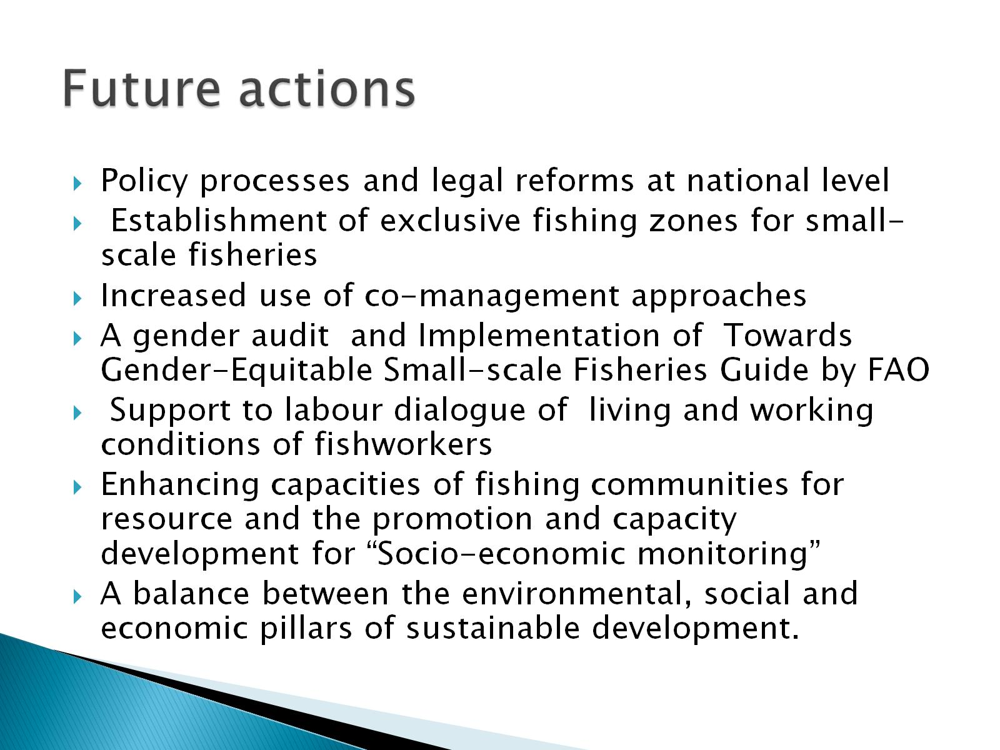 Future actions
Policy processes and legal reforms at national level
Establishment of exclusive fishing zones for small-
scale fisheries
Increased use of co-management approaches
A gender audit  and Implementation of  Towards
Gender-Equitable Small-scale Fisheries Guide by FAO
Support to labour dialogue of  living and working
conditions of fishworkers
Enhancing capacities of fishing communities for
resource and the promotion and capacity
development for “Socio-economic monitoring”
A balance between the environmental, social and
economic pillars of sustainable development.